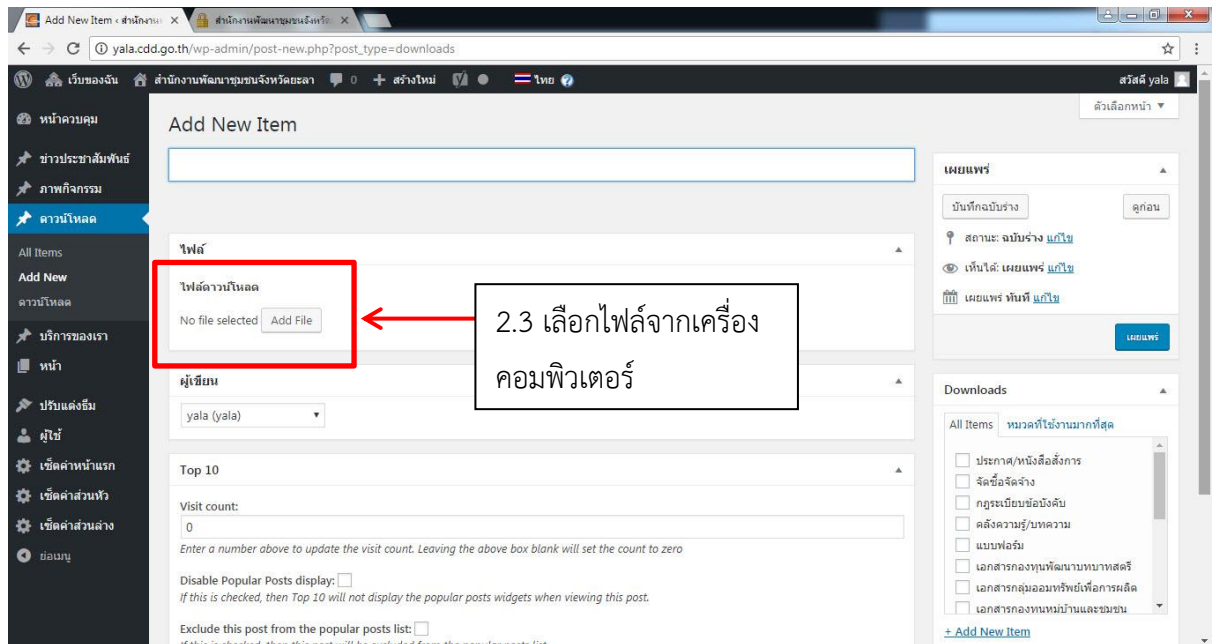 Add New Item ‹ สำนักงาน
สำนักงานพัฒนาชุมชนจังหวัด
yala.cdd.go.th/wp-admin/post-new.php?post_type=downloads
เว็บของฉัน สำนักงานพัฒนาชุมชนจังหวัดยะลา 0 + สร้างใหม่ ไทย สวัสดี yala
ตัวเลือกหน้า
หน้าควบคุม
ข่าวประชาสัมพันธ์
ภาพกิจกรรม
ดาวน์โหลด
All Items
Add New
ดาวน์โหลด
บริการของเรา
หน้า
ปรับแต่งธีม
ผู้ใช้
เซ็ตค่าหน้าแรก
เซ็ตค่าส่วนหัว
เซ็ตค่าส่วนล่าง
ย่อเมนู
Add New Item
ไฟล์
ไฟล์ดาวน์โหลด
No file selected Add File
2.3 เลือกไฟล์จากเครื่อง
คอมพิวเตอร์
ผู้เขียน
yala (yala)
Top 10
Visit count:
0
Enter a number above to update the visit count. Leaving the above box blank will set the count to zero
Disable Popular Posts display:
If this is checked, then Top 10 will not display the popular posts widgets when viewing this post.
Exclude this post from the popular posts list:
If this is checked, then this post will be excluded from the popular posts list.
เผยแพร่
บันทึกฉบับร่าง ดูก่อน
สถานะ: ฉบับร่าง แก้ไข
เห็นได้: เผยแพร่ แก้ไข
เผยแพร่ ทันที แก้ไข
เผยแพร่
Downloads
All Items หมวดที่ใช้งานมากที่สุด
ประกาศ/หนังสือสั่งการ
จัดซื้อจัดจ้าง
กฎระเบียบข้อบังคับ
คลังความรู้/บทความ
แบบฟอร์ม
เอกสารกองทุนพัฒนาบทบาทสตรี
เอกสารกลุ่มออมทรัพย์เพื่อการผลิต
เอกสารกองทุนหมู่บ้านและชุมชน
+ Add New Item